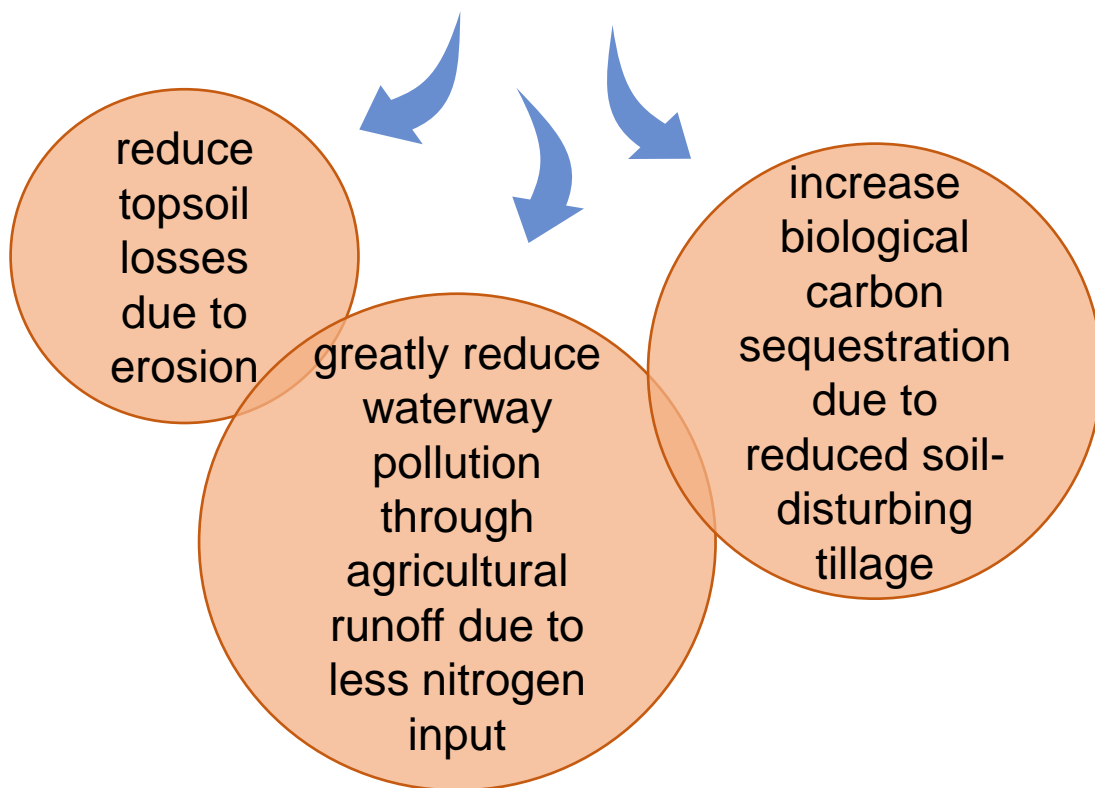 reduce
topsoil
losses
due to
erosion
greatly reduce
waterway
pollution
through
agricultural
runoff due to
less nitrogen
input
increase
biological
carbon
sequestration
due to
reduced soil-
disturbing
tillage